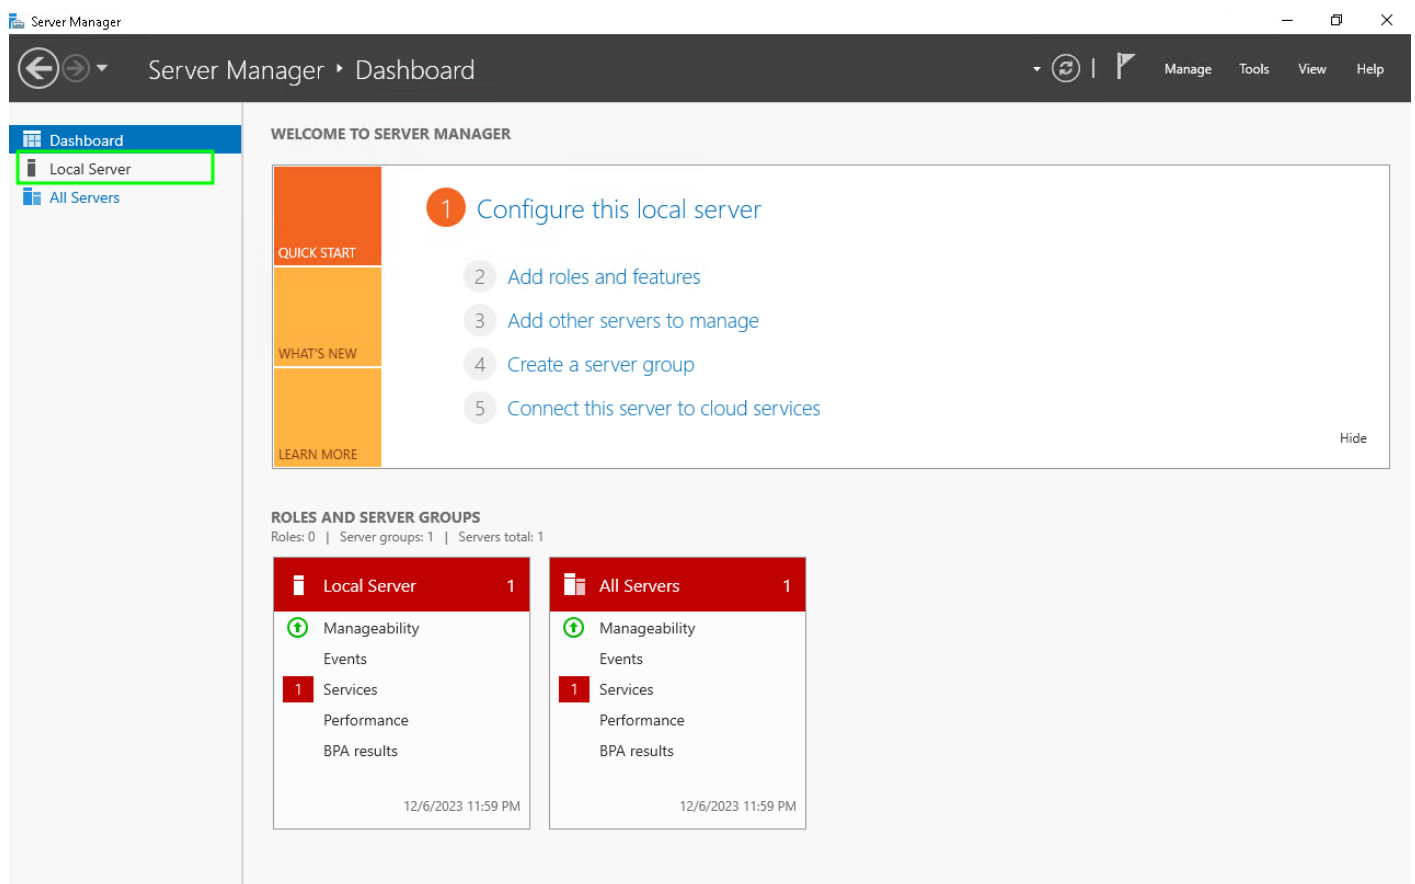 Server Manager
Server Manager ‣ Dashboard
Manage Tools View Help
Dashboard
Local Server
All Servers
WELCOME TO SERVER MANAGER
QUICK START
WHAT'S NEW
LEARN MORE
1 Configure this local server
2 Add roles and features
3 Add other servers to manage
4 Create a server group
5 Connect this server to cloud services
Hide
ROLES AND SERVER GROUPS
Roles: 0 | Server groups: 1 | Servers total: 1
Local Server 1
Manageability
Events
1 Services
Performance
BPA results
12/6/2023 11:59 PM
All Servers 1
Manageability
Events
1 Services
Performance
BPA results
12/6/2023 11:59 PM